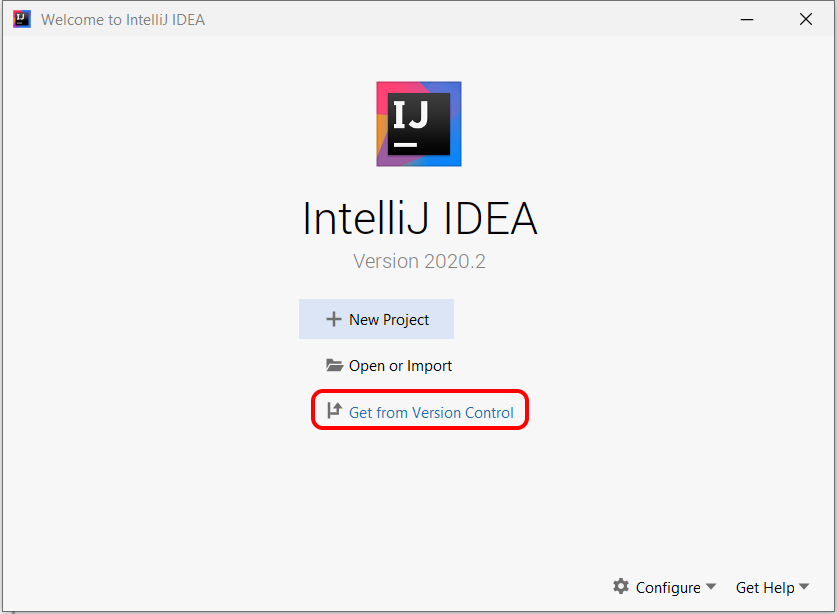 Welcome to IntelliJ IDEA
IJ
IntelliJ IDEA
Version 2020.2
New Project
Open or Import
Get from Version Control
Configure
Get Help